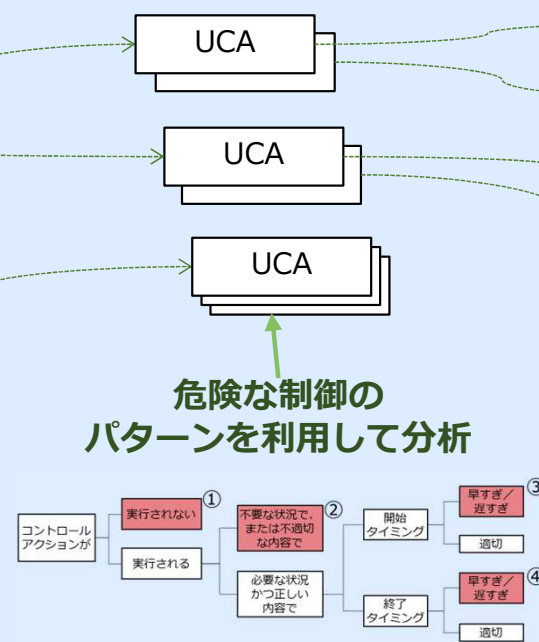 UCA
UCA
UCA
危険な制御の
パターンを利用して分析
コントロール
アクションが
実行されない
①
実行される
不要な状況で、
または不適切
な内容で
②
必要な状況
かつ正しい
内容で
開始
タイミング
早すぎ／
遅すぎ
③
適切
終了
タイミング
早すぎ／
遅すぎ
④
適切